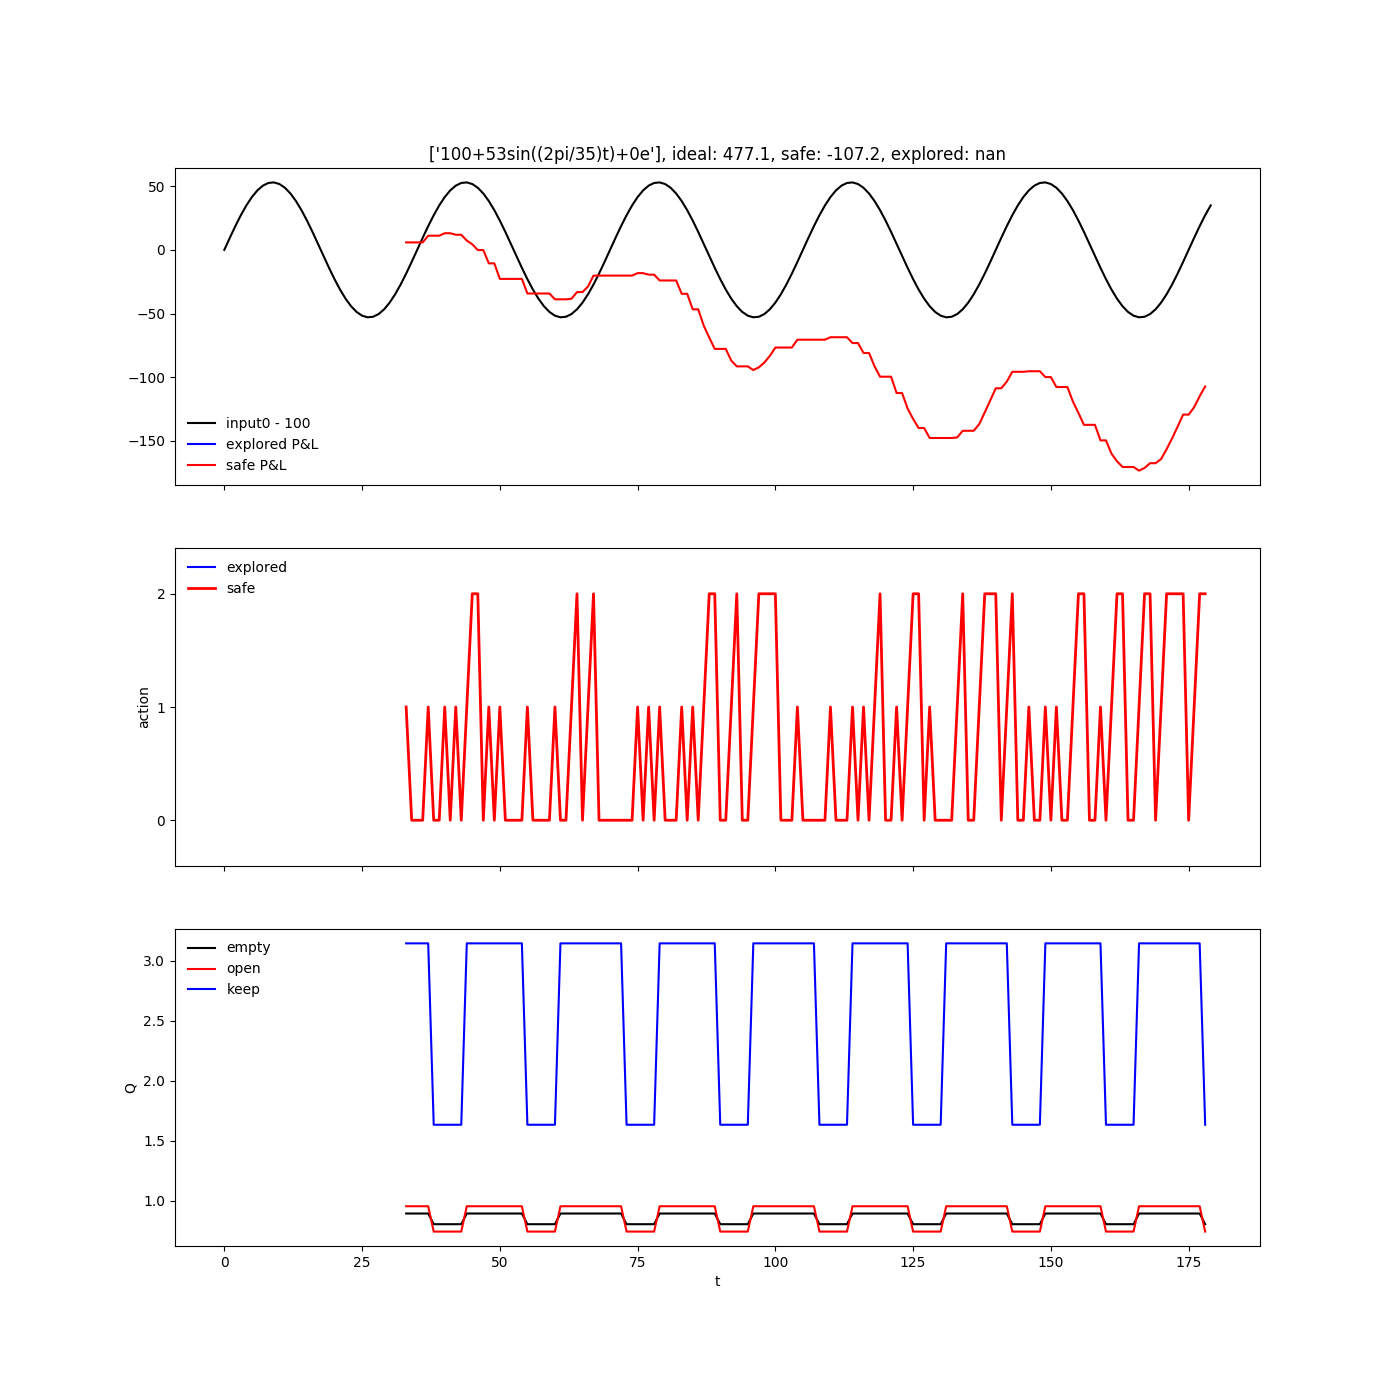 ['100+53sin((2pi/35)t)+0e'], ideal: 477.1, safe: -107.2, explored: nan
50
0
−50
−100
−150
input0 - 100
explored P&L
safe P&L
explored
safe
2
1
0
action
empty
open
keep
3.0
2.5
2.0
1.5
1.0
Q
0 25 50 75 100 125 150 175
t